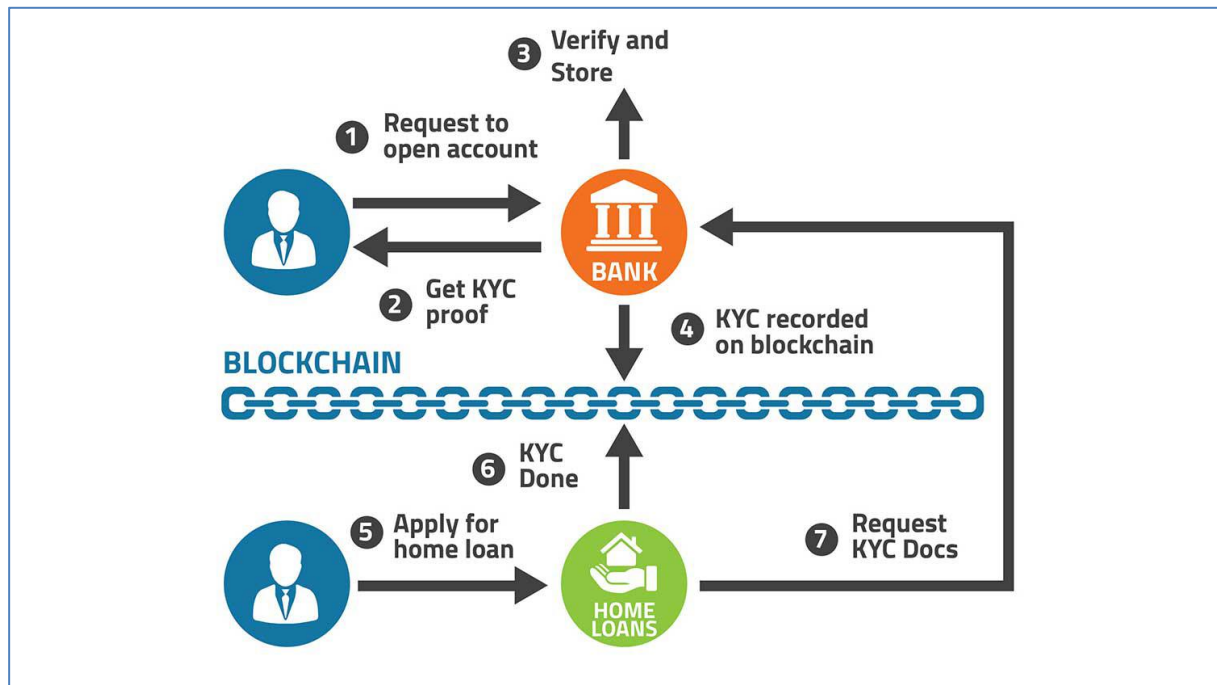 3 Verify and
Store
1 Request to
open account
BANK
2 Get KYC
proof
4 KYC recorded
on blockchain
BLOCKCHAIN
6 KYC
Done
5 Apply for
home loan
7 Request
KYC Docs
HOME
LOANS